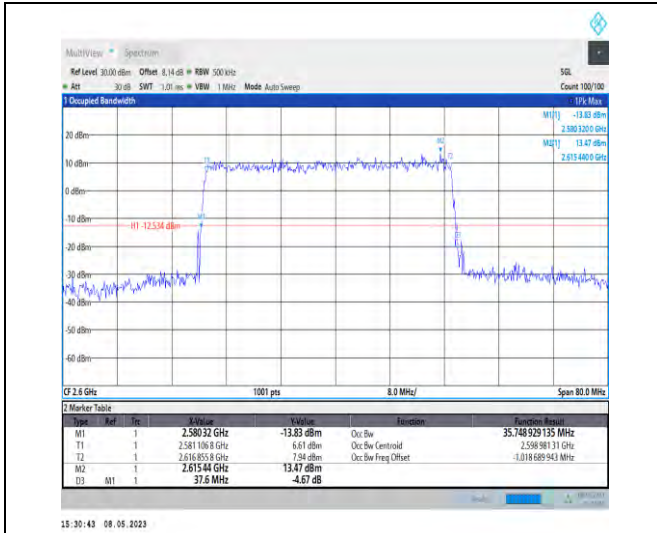 MultiView Spectrum
Ref Level 30.00 dBm Offset 8.14 dB RBW 500 kHz SGL
Att 30 dB SWT 1.01 ms VBW 1 MHz Mode Auto Sweep Count 100/100
1 Occupied Bandwidth 1Pk Max
M1[1] -13.83 dBm
2.580 320 0 GHz
M2[1] 13.47 dBm
2.615 440 0 GHz
M2
20 dBm
T1
T2
10 dBm
0 dBm
-10 dBm
M1
H1 -12.534 dBm
-20 dBm
-30 dBm
-40 dBm
-50 dBm
-60 dBm
CF 2.6 GHz 1001 pts 8.0 MHz/ Span 80.0 MHz
2 Marker Table
Type Ref Trc X-Value Y-Value Function Function Result
M1 1 2.580 32 GHz -13.83 dBm Occ Bw 35.748 929 135 MHz
T1 1 2.581 106 8 GHz 6.61 dBm Occ Bw Centroid 2.598 981 31 GHz
T2 1 2.616 855 8 GHz 7.94 dBm Occ Bw Freq Offset -1.018 689 943 MHz
M2 1 2.615 44 GHz 13.47 dBm
D3 M1 1 37.6 MHz -4.67 dB
15:30:43 08.05.2023